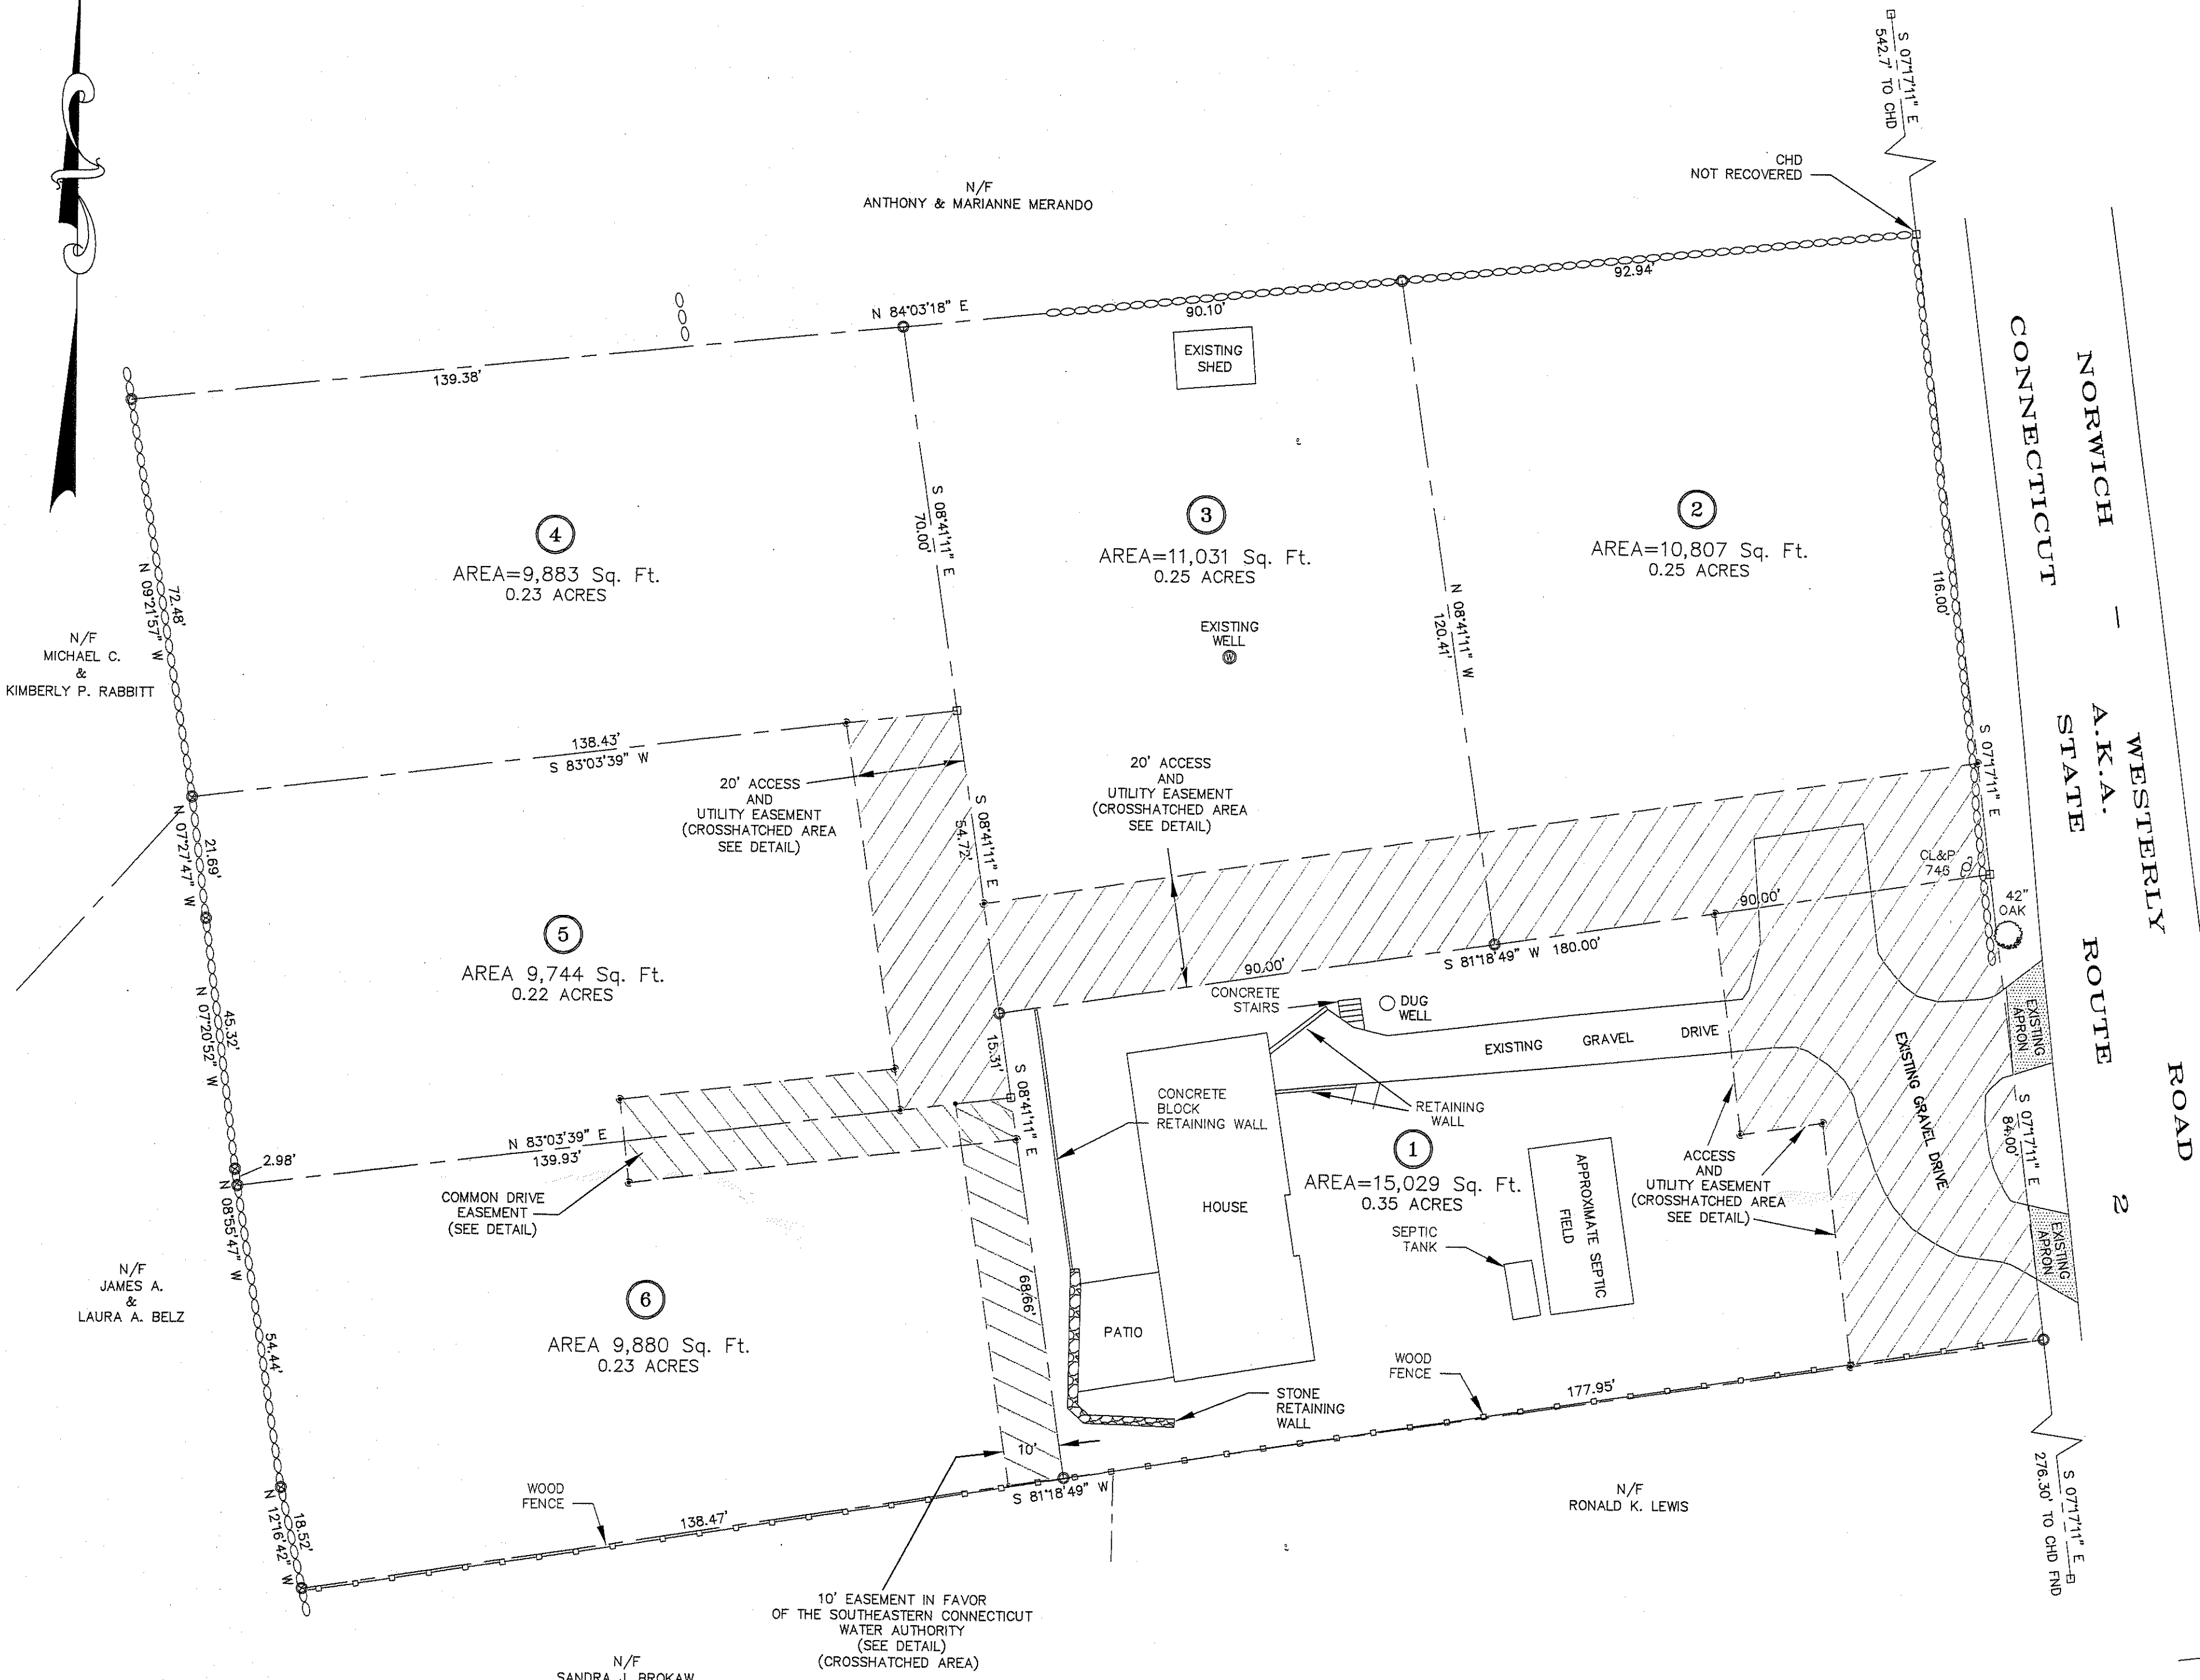 S 07°17'11" E
542.7' TO CHD
CHD
NOT RECOVERED
N/F
ANTHONY & MARIANNE MERANDO
N 84°03'18" E
139.38'
90.10'
92.94'
EXISTING
SHED
CONNECTICUT STATE ROUTE 2
A.K.A.
NORWICH - WESTERLY ROAD
4
AREA=9,883 Sq. Ft.
0.23 ACRES
S 08°41'11" E
70.00'
3
AREA=11,031 Sq. Ft.
0.25 ACRES
EXISTING
WELL
W
2
AREA=10,807 Sq. Ft.
0.25 ACRES
N 08°41'11" W
120.41'
116.00'
S 07°17'11" E
72.48'
N 09°21'57" W
N/F
MICHAEL C.
&
KIMBERLY P. RABBITT
138.43'
S 83°03'39" W
20' ACCESS
AND
UTILITY EASEMENT
(CROSSHATCHED AREA
SEE DETAIL)
S 08°41'11" E
54.72'
20' ACCESS
AND
UTILITY EASEMENT
(CROSSHATCHED AREA
SEE DETAIL)
21.69'
N 07°27'47" W
CL&P
746
42"
OAK
90.00'
S 81°18'49" W 180.00'
90.00'
5
AREA 9,744 Sq. Ft.
0.22 ACRES
45.32'
N 07°20'52" W
CONCRETE
STAIRS
DUG
WELL
EXISTING GRAVEL DRIVE
EXISTING GRAVEL DRIVE
EXISTING
APRON
15.31'
S 08°41'11" E
CONCRETE
BLOCK
RETAINING WALL
RETAINING
WALL
N 83°03'39" E
139.93'
2.98'
N 08°55'47" W
COMMON DRIVE
EASEMENT
(SEE DETAIL)
1
AREA=15,029 Sq. Ft.
0.35 ACRES
HOUSE
SEPTIC
TANK
APPROXIMATE SEPTIC
FIELD
ACCESS
AND
UTILITY EASEMENT
(CROSSHATCHED AREA
SEE DETAIL)
S 07°17'11" E
84.00'
EXISTING
APRON
N/F
JAMES A.
&
LAURA A. BELZ
6
AREA 9,880 Sq. Ft.
0.23 ACRES
54.44'
68.66'
PATIO
WOOD
FENCE
177.95'
STONE
RETAINING
WALL
10'
S 81°18'49" W
WOOD
FENCE
138.47'
18.52'
N 12°16'42" W
N/F
RONALD K. LEWIS
S 07°17'11" E
276.30' TO CHD FND
10' EASEMENT IN FAVOR
OF THE SOUTHEASTERN CONNECTICUT
WATER AUTHORITY
(SEE DETAIL)
(CROSSHATCHED AREA)
N/F
SANDRA J. BROKAW